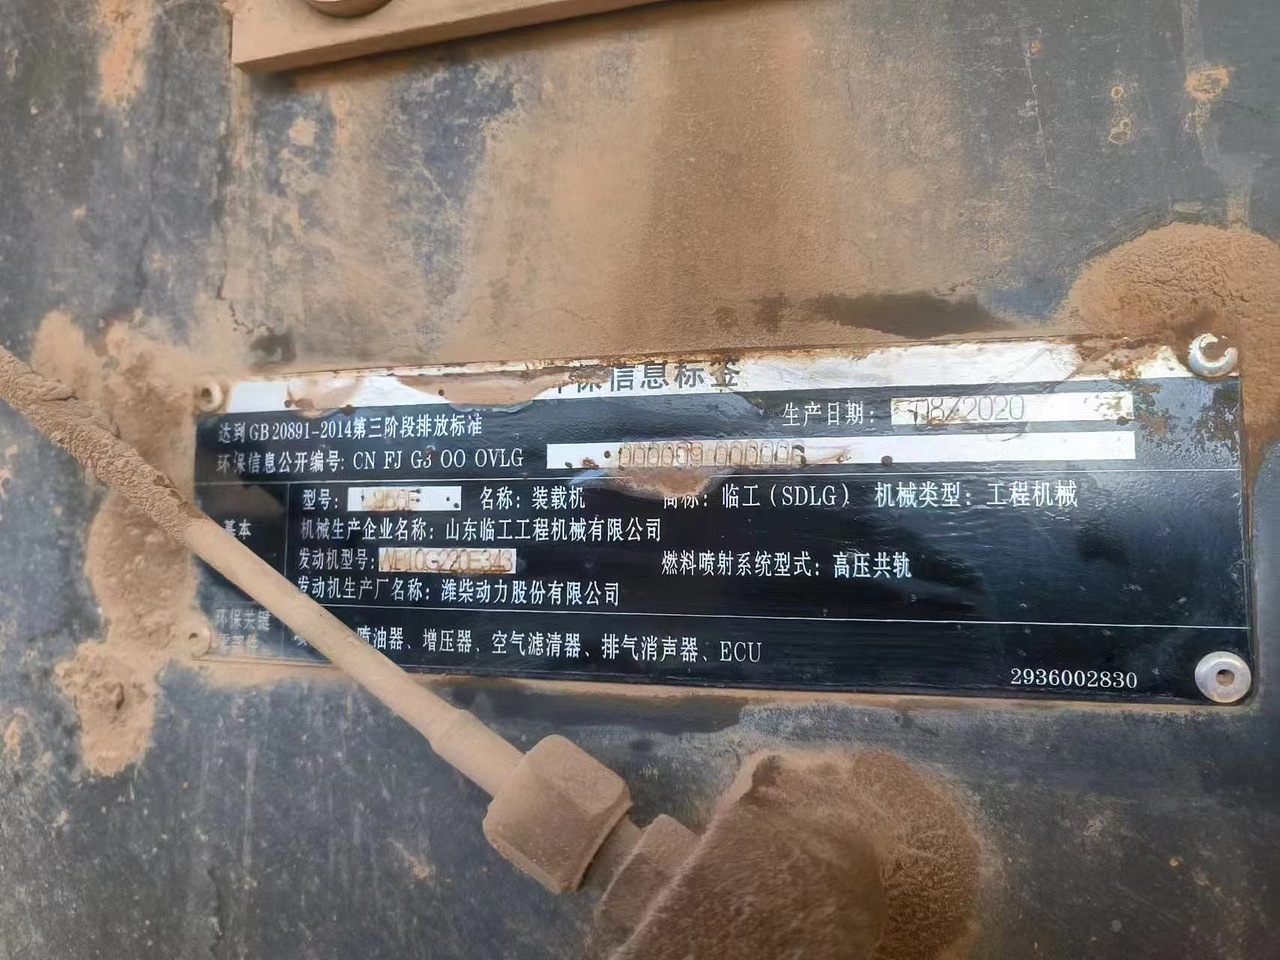 保信息标签
达到GB 20891-2014第三阶段排放标准
生产日期: 08/2020
环保信息公开编号: CN FJ G3 OO OVLG
型号: 名称: 装载机 商标: 临工(SDLG) 机械类型: 工程机械
基本
机械生产企业名称: 山东临工工程机械有限公司
发动机型号: WP10G220E343 燃料喷射系统型式: 高压共轨
发动机生产厂名称: 潍柴动力股份有限公司
环保关键
喷油器、增压器、空气滤清器、排气消声器、ECU
2936002830